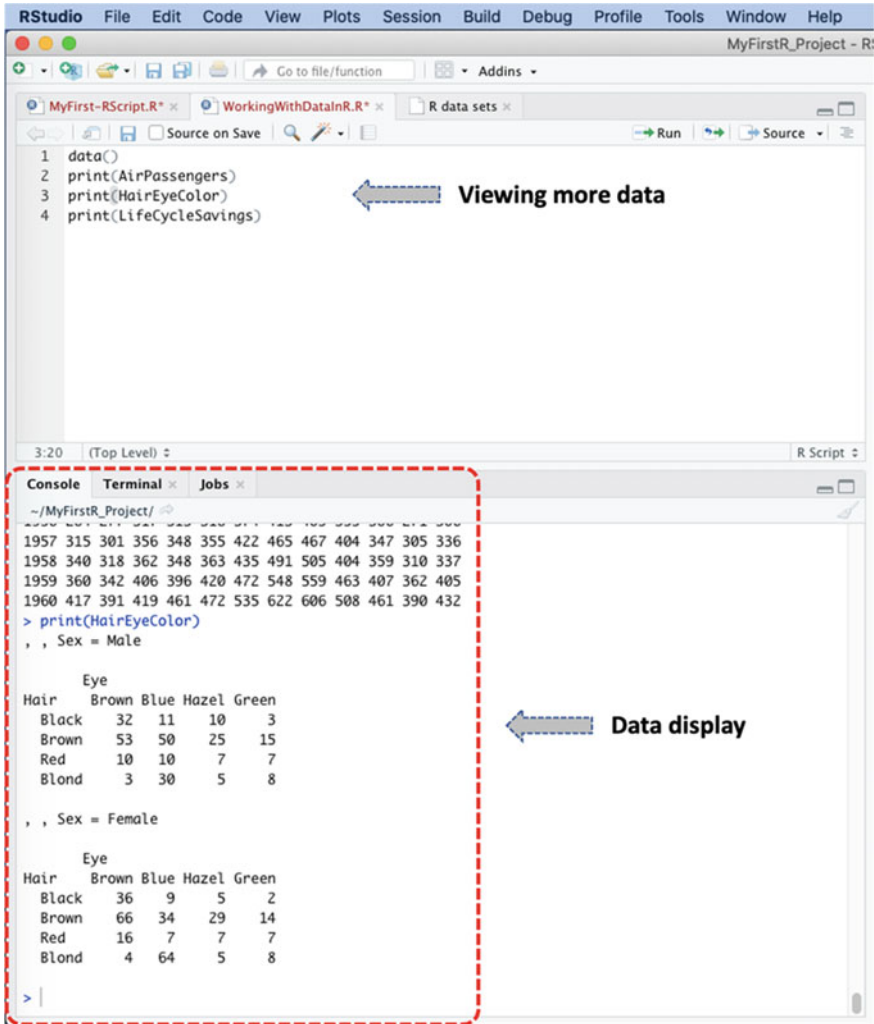 RStudio File Edit Code View Plots Session Build Debug Profile Tools Window Help
MyFirstR_Project - RS
Go to file/function Addins
MyFirst-RScript.R* WorkingWithDataInR.R* R data sets
Source on Save Run Source
1 data()
2 print(AirPassengers)
3 print(HairEyeColor)
4 print(LifeCycleSavings)
Viewing more data
3:20 (Top Level) R Script
Console Terminal Jobs
~/MyFirstR_Project/
1957 315 301 356 348 355 422 465 467 404 347 305 336
1958 340 318 362 348 363 435 491 505 404 359 310 337
1959 360 342 406 396 420 472 548 559 463 407 362 405
1960 417 391 419 461 472 535 622 606 508 461 390 432
> print(HairEyeColor)
, , Sex = Male
Eye
Hair Brown Blue Hazel Green
Black 32 11 10 3
Brown 53 50 25 15
Red 10 10 7 7
Blond 3 30 5 8
Data display
, , Sex = Female
Eye
Hair Brown Blue Hazel Green
Black 36 9 5 2
Brown 66 34 29 14
Red 16 7 7 7
Blond 4 64 5 8
>